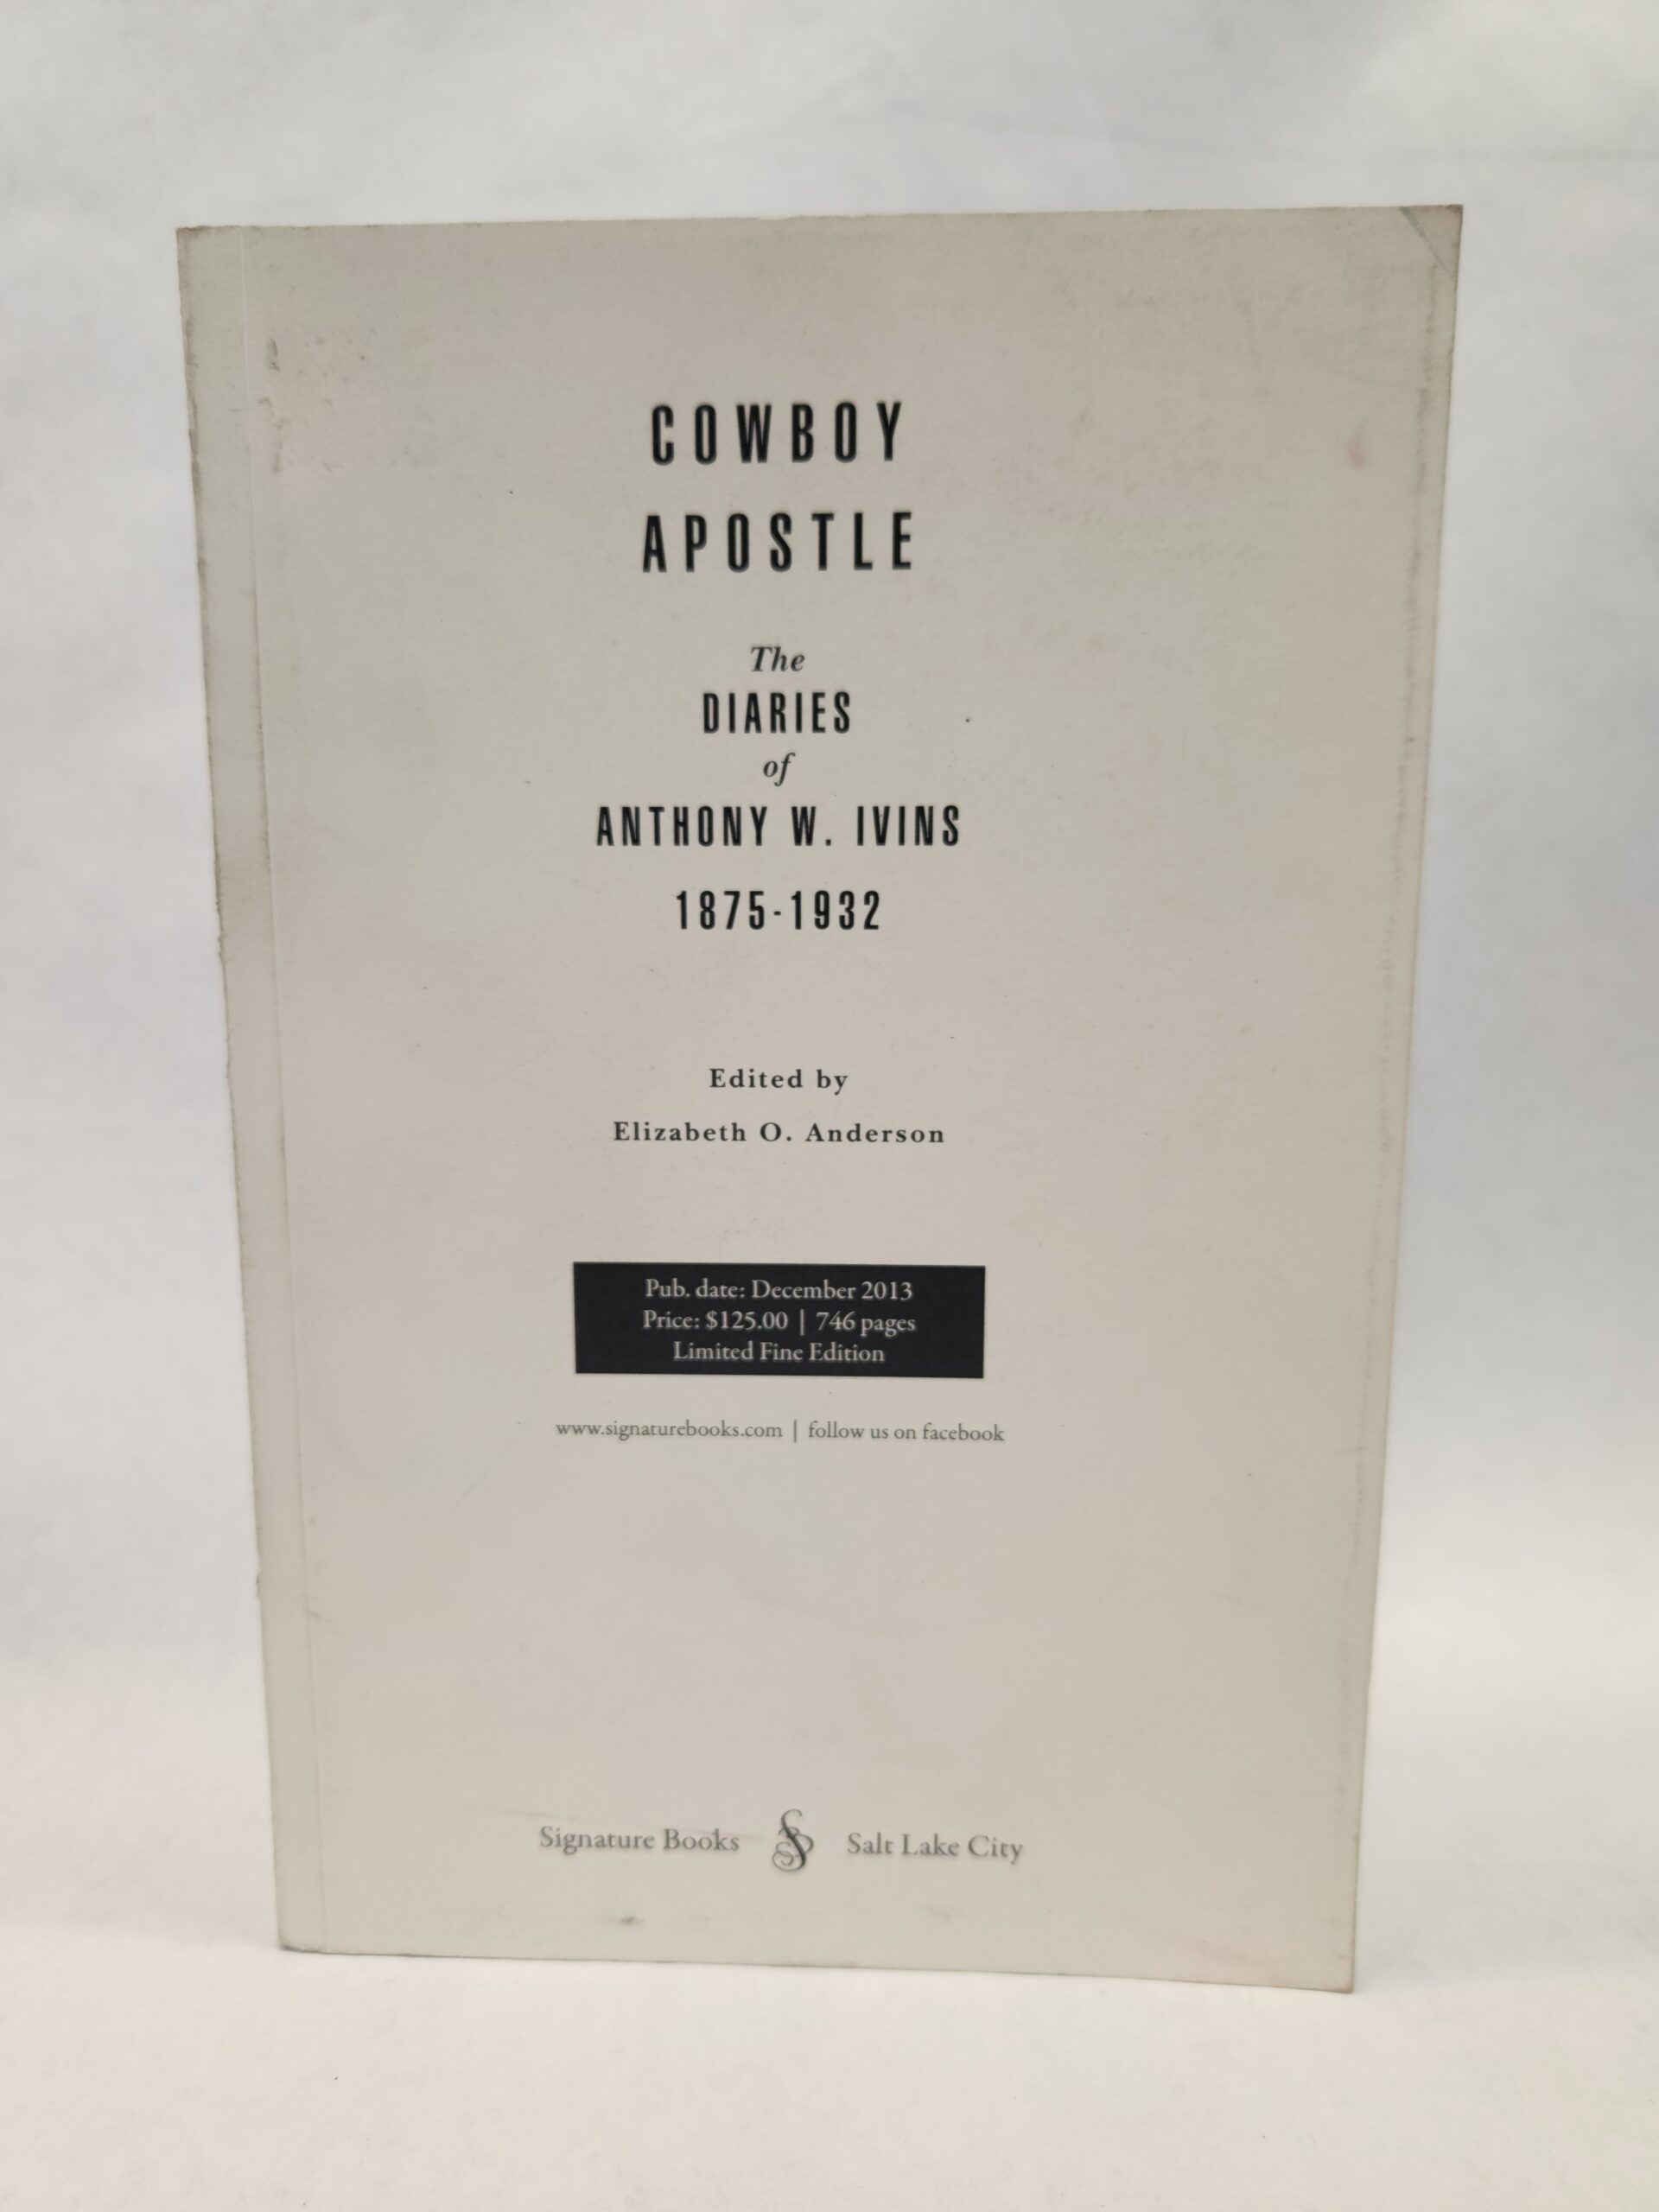 COWBOY
APOSTLE
The
DIARIES
of
ANTHONY W. IVINS
1875-1932
Edited by
Elizabeth O. Anderson
Pub. date: December 2013
Price: $125.00 | 746 pages
Limited Fine Edition
www.signaturebooks.com | follow us on facebook
Signature Books Salt Lake City